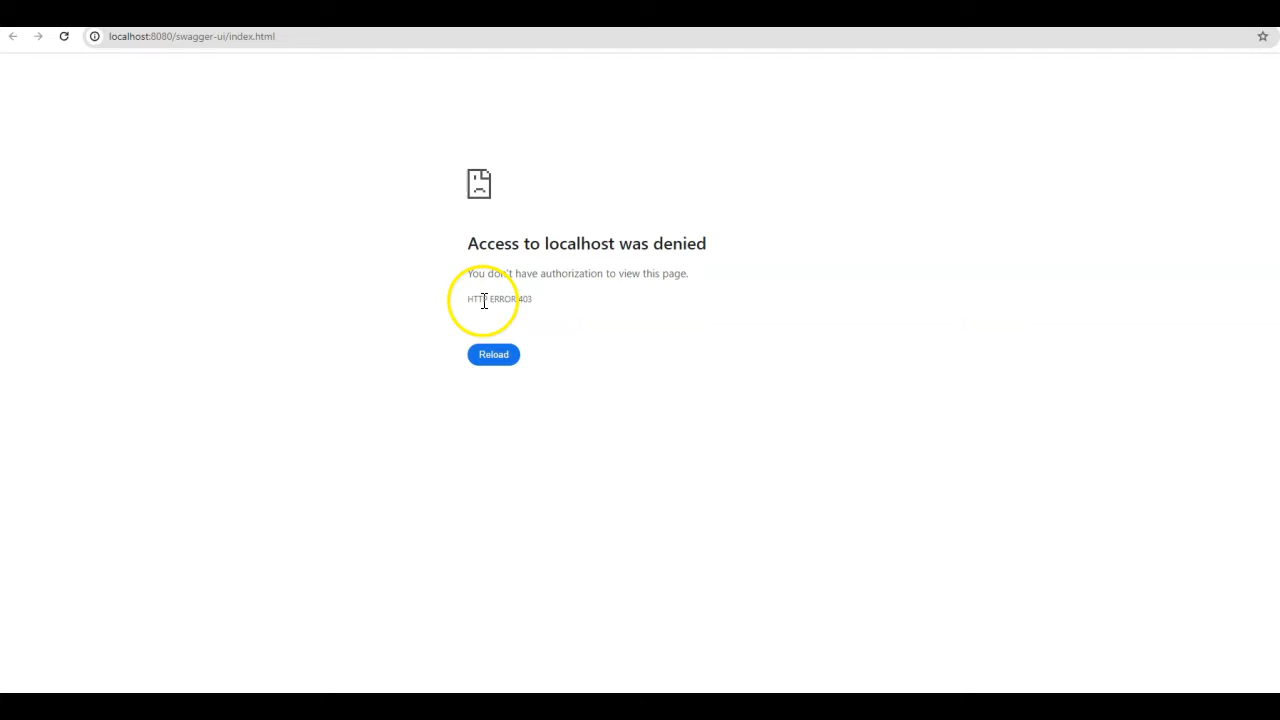 localhost:8080/swagger-ui/index.html
Access to localhost was denied
You don't have authorization to view this page.
HTTP ERROR 403
Reload